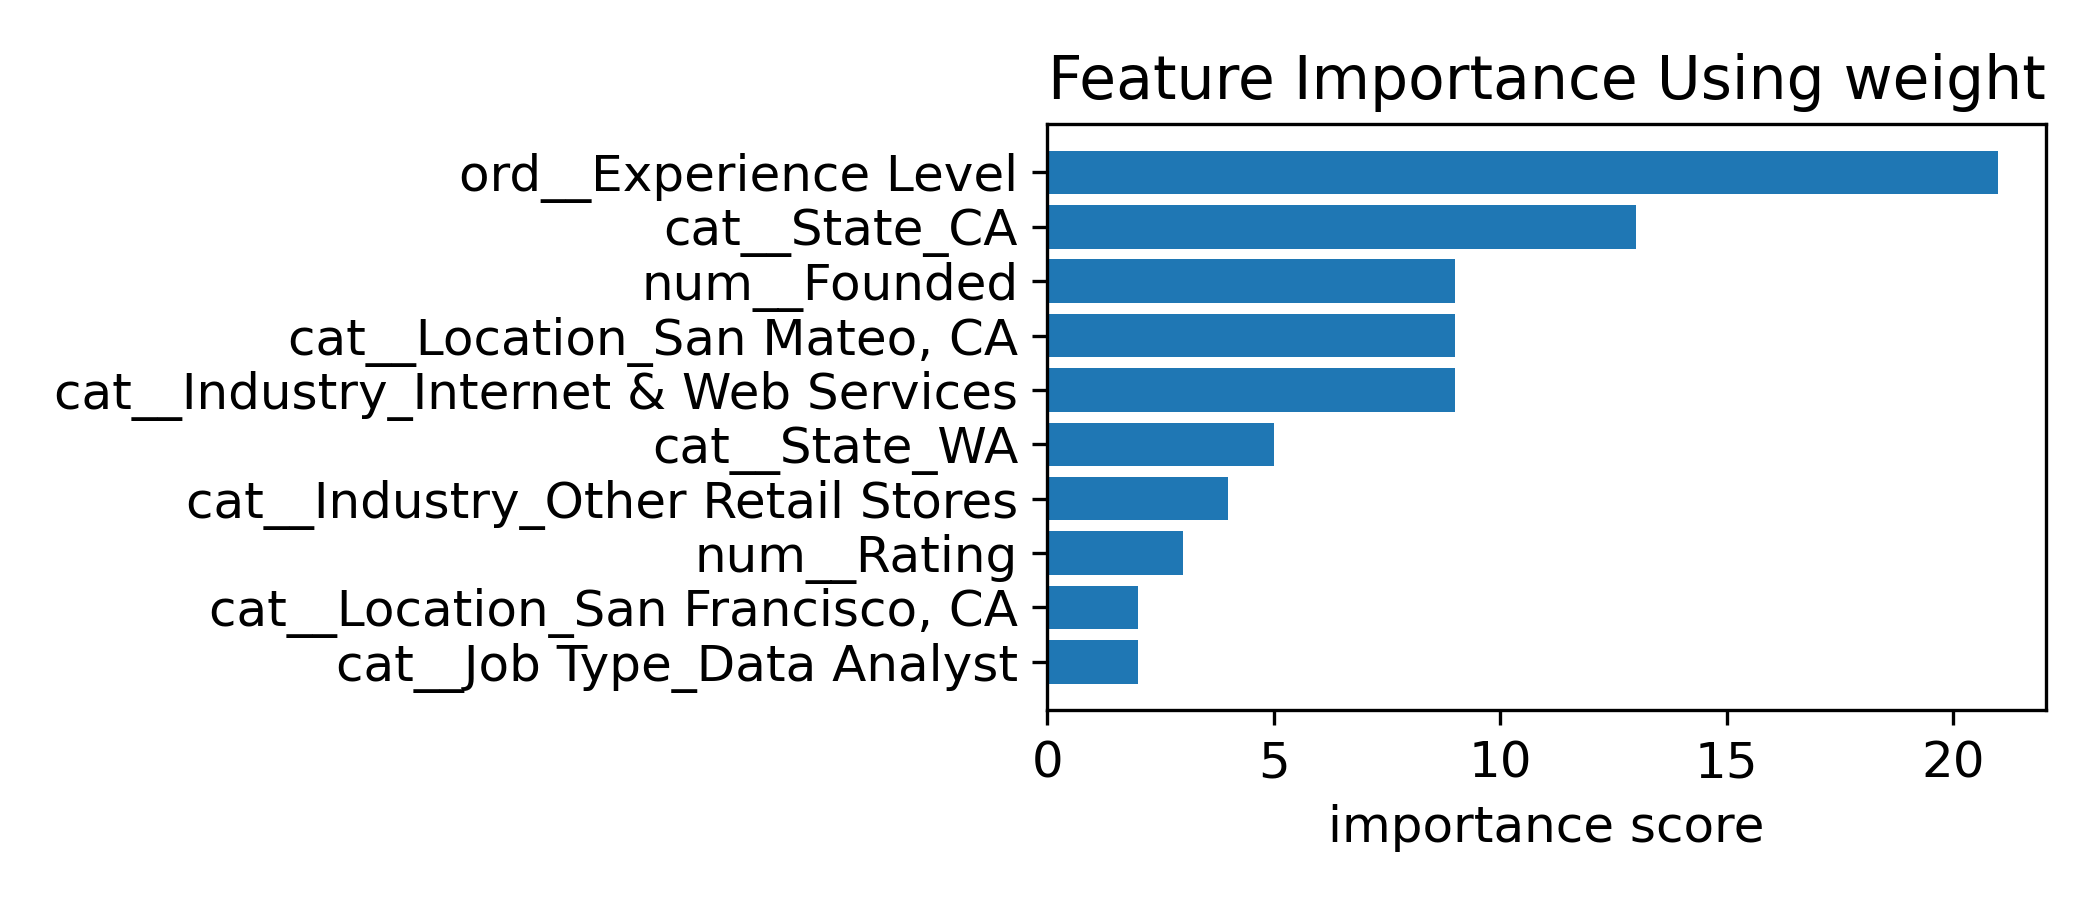 Feature Importance Using weight
ord__Experience Level
cat__State_CA
num__Founded
cat__Location_San Mateo, CA
cat__Industry_Internet & Web Services
cat__State_WA
cat__Industry_Other Retail Stores
num__Rating
cat__Location_San Francisco, CA
cat__Job Type_Data Analyst
0 5 10 15 20
importance score